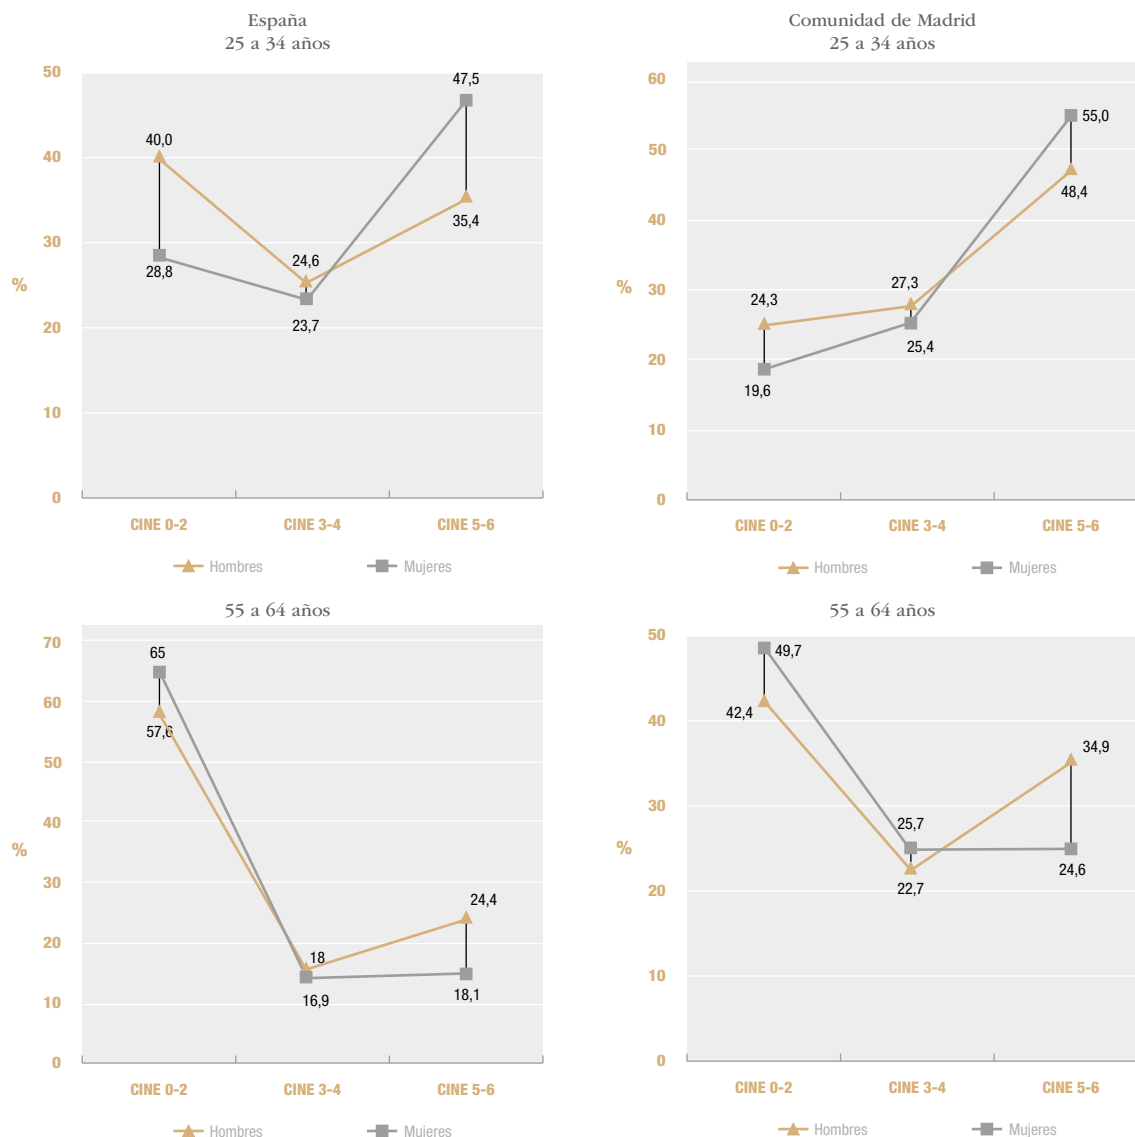 España
25 a 34 años
50
40
30
%
20
10
0
40,0
28,8
24,6
23,7
47,5
35,4
CINE 0-2
CINE 3-4
CINE 5-6
Hombres
Mujeres
Comunidad de Madrid
25 a 34 años
60
50
40
30
%
20
10
0
24,3
19,6
27,3
25,4
55,0
48,4
CINE 0-2
CINE 3-4
CINE 5-6
Hombres
Mujeres
55 a 64 años
70
60
50
40
%
30
20
10
0
65
57,6
18
16,9
24,4
18,1
CINE 0-2
CINE 3-4
CINE 5-6
Hombres
Mujeres
55 a 64 años
50
40
30
%
20
10
0
49,7
42,4
25,7
22,7
34,9
24,6
CINE 0-2
CINE 3-4
CINE 5-6
Hombres
Mujeres